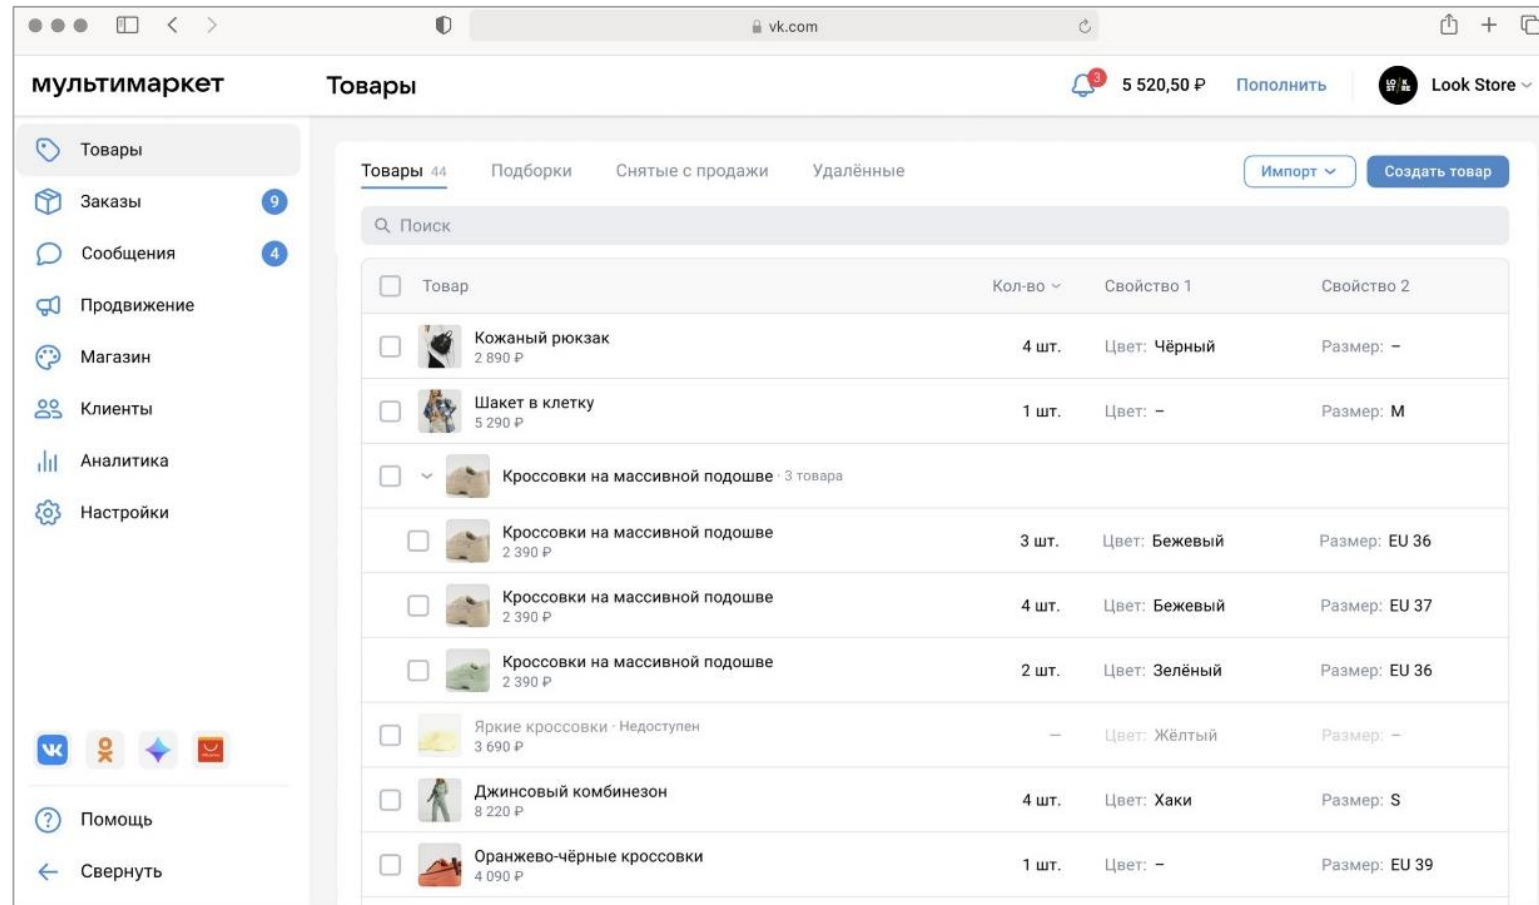 vk.com
мультимаркет
Товары
3
5 520,50 ₽
Пополнить
LO/K
ST/RE
Look Store
Товары
Заказы 9
Сообщения 4
Продвижение
Магазин
Клиенты
Аналитика
Настройки
Помощь
Свернуть
Товары 44
Подборки
Снятые с продажи
Удалённые
Импорт
Создать товар
Поиск
Товар Кол-во Свойство 1 Свойство 2
Кожаный рюкзак
2 890 ₽
4 шт. Цвет: Чёрный Размер: –
Шакет в клетку
5 290 ₽
1 шт. Цвет: – Размер: M
Кроссовки на массивной подошве · 3 товара
Кроссовки на массивной подошве
2 390 ₽
3 шт. Цвет: Бежевый Размер: EU 36
Кроссовки на массивной подошве
2 390 ₽
4 шт. Цвет: Бежевый Размер: EU 37
Кроссовки на массивной подошве
2 390 ₽
2 шт. Цвет: Зелёный Размер: EU 36
Яркие кроссовки · Недоступен
3 690 ₽
– Цвет: Жёлтый Размер: –
Джинсовый комбинезон
8 220 ₽
4 шт. Цвет: Хаки Размер: S
Оранжево-чёрные кроссовки
4 090 ₽
1 шт. Цвет: – Размер: EU 39